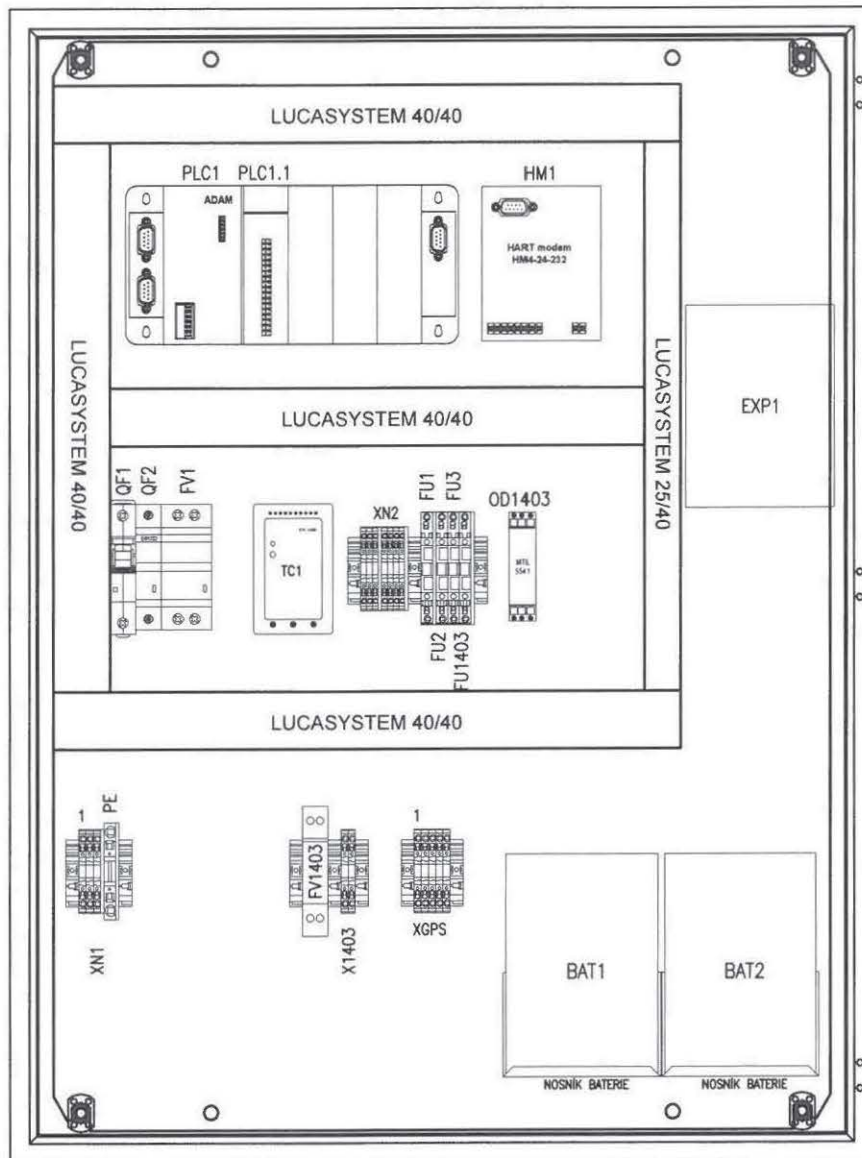 LUCASYSTEM 40/40
PLC1 PLC1.1
HM1
ADAM
HART modem
HM4-24-232
LUCASYSTEM 40/40
LUCASYSTEM 25/40
EXP1
LUCASYSTEM 40/40
QF1
QF2
FV1
TC1
XN2
FU1
FU3
OD1403
MTL
5541
FU2
FU1403
LUCASYSTEM 40/40
1
PE
XN1
FV1403
X1403
1
XGPS
BAT1
BAT2
NOSNÍK BATERIE
NOSNÍK BATERIE